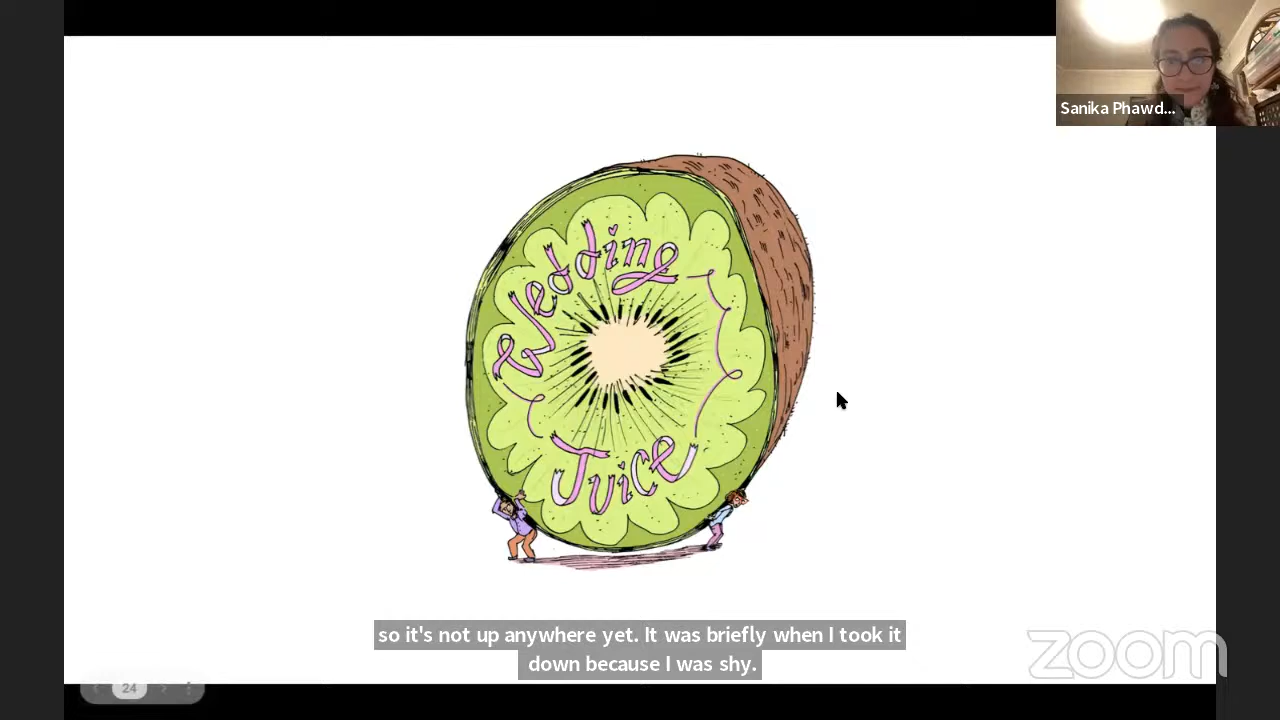 Sanika Phawd...
Wedding
Juice
so it's not up anywhere yet. It was briefly when I took it
down because I was shy.
zoom
24